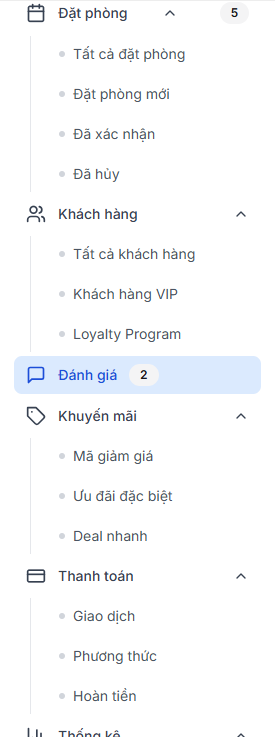 Đặt phòng 5
Tất cả đặt phòng
Đặt phòng mới
Đã xác nhận
Đã hủy
Khách hàng
Tất cả khách hàng
Khách hàng VIP
Loyalty Program
Đánh giá 2
Khuyến mãi
Mã giảm giá
Ưu đãi đặc biệt
Deal nhanh
Thanh toán
Giao dịch
Phương thức
Hoàn tiền
Thống kê